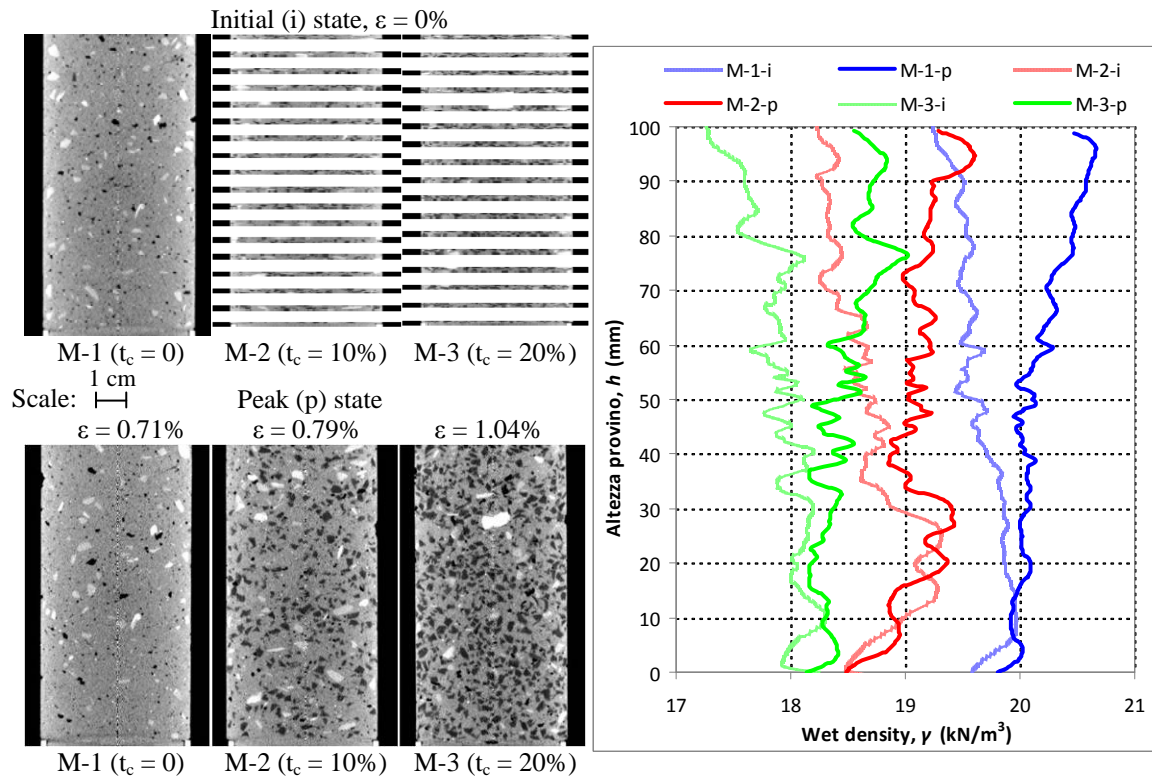 Initial (i) state, ε = 0%
M-1 (t_c = 0) M-2 (t_c = 10%) M-3 (t_c = 20%)
1 cm
Scale: Peak (p) state
ε = 0.71% ε = 0.79% ε = 1.04%
M-1 (t_c = 0) M-2 (t_c = 10%) M-3 (t_c = 20%)
M-1-i M-1-p M-2-i
M-2-p M-3-i M-3-p
100
90
80
70
60
50
40
30
20
10
0
Altezza provino, h (mm)
17 18 19 20 21
Wet density, γ (kN/m³)